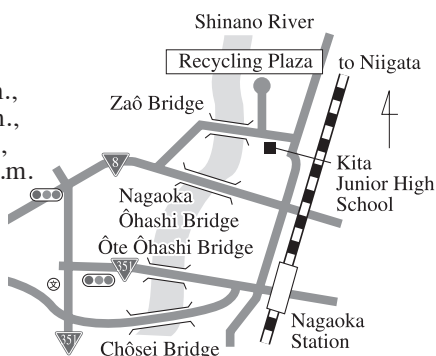 Shinano River
Recycling Plaza
to Niigata
m.,
m.,
,
.m.
Zaô Bridge
8
Kita
Junior High
School
Nagaoka
Ôhashi Bridge
Ôte Ôhashi Bridge
351
文
351
Nagaoka
Station
Chôsei Bridge